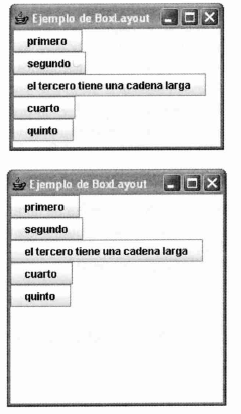 Ejemplo de BoxLayout
primero
segundo
el tercero tiene una cadena larga
cuarto
quinto
Ejemplo de BoxLayout
primero
segundo
el tercero tiene una cadena larga
cuarto
quinto